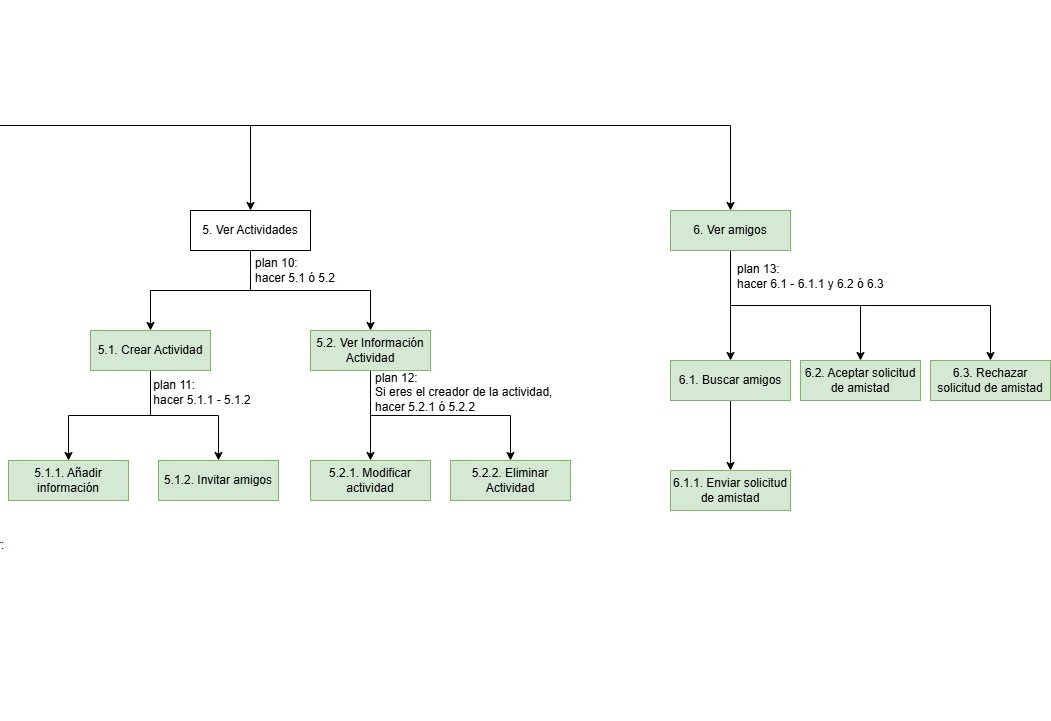 5. Ver Actividades
6. Ver amigos
plan 10:
hacer 5.1 ó 5.2
plan 13:
hacer 6.1 - 6.1.1 y 6.2 ó 6.3
5.1. Crear Actividad
5.2. Ver Información
Actividad
6.1. Buscar amigos
6.2. Aceptar solicitud
de amistad
6.3. Rechazar
solicitud de amistad
plan 11:
hacer 5.1.1 - 5.1.2
plan 12:
Si eres el creador de la actividad,
hacer 5.2.1 ó 5.2.2
5.1.1. Añadir
información
5.1.2. Invitar amigos
5.2.1. Modificar
actividad
5.2.2. Eliminar
Actividad
6.1.1. Enviar solicitud
de amistad